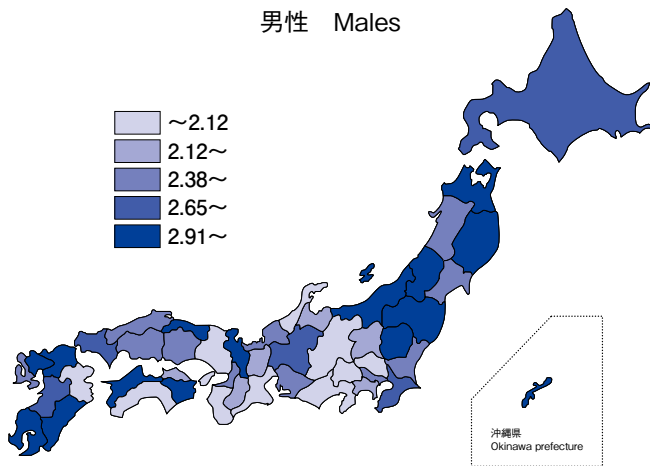 男性 Males
～2.12
2.12～
2.38～
2.65～
2.91～
沖縄県
Okinawa prefecture